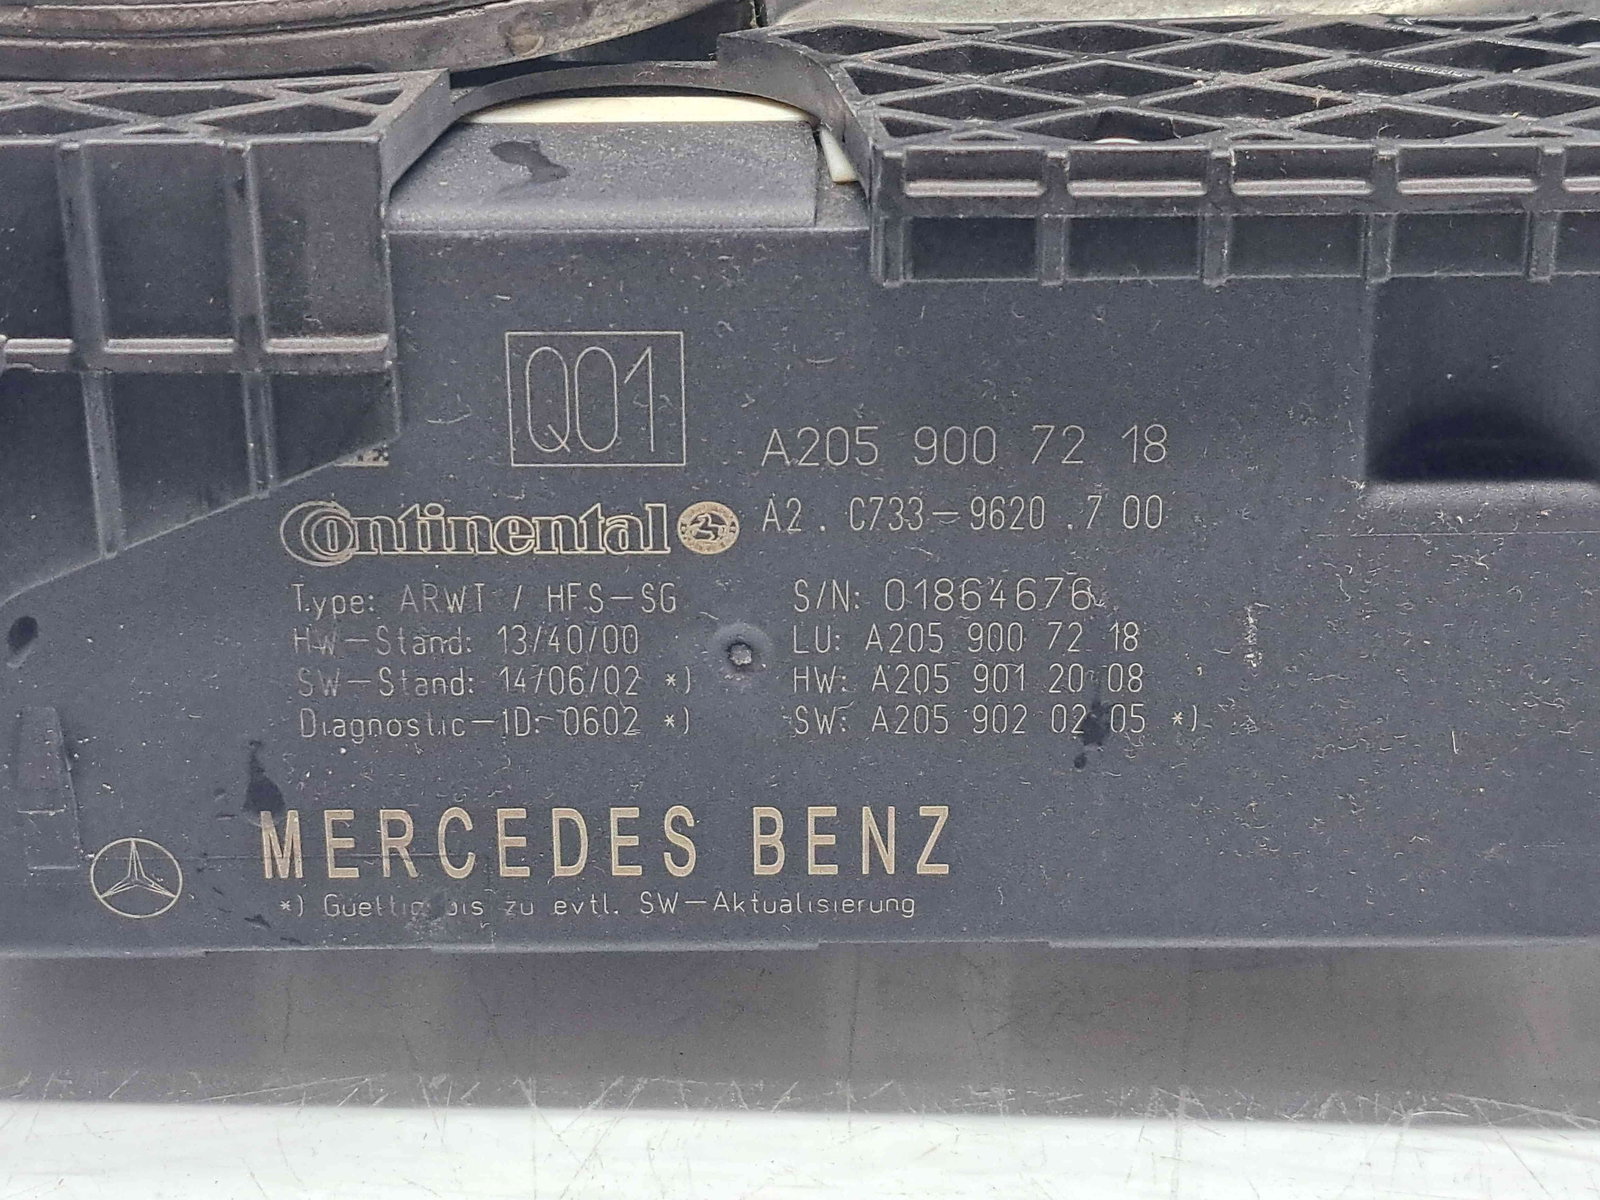 Q01
A205 900 72 18
Continental
A2. C733-9620 .7 00
Type: ARWT / HFS-SG
S/N: 01864676
HW-Stand: 13/40/00
LU: A205 900 72 18
SW-Stand: 14/06/02 *)
HW: A205 901 20 08
Diagnostic-ID: 0602 *)
SW: A205 902 02 05 *)
MERCEDES BENZ
*) Gueltig bis zu evtl. SW-Aktualisierung